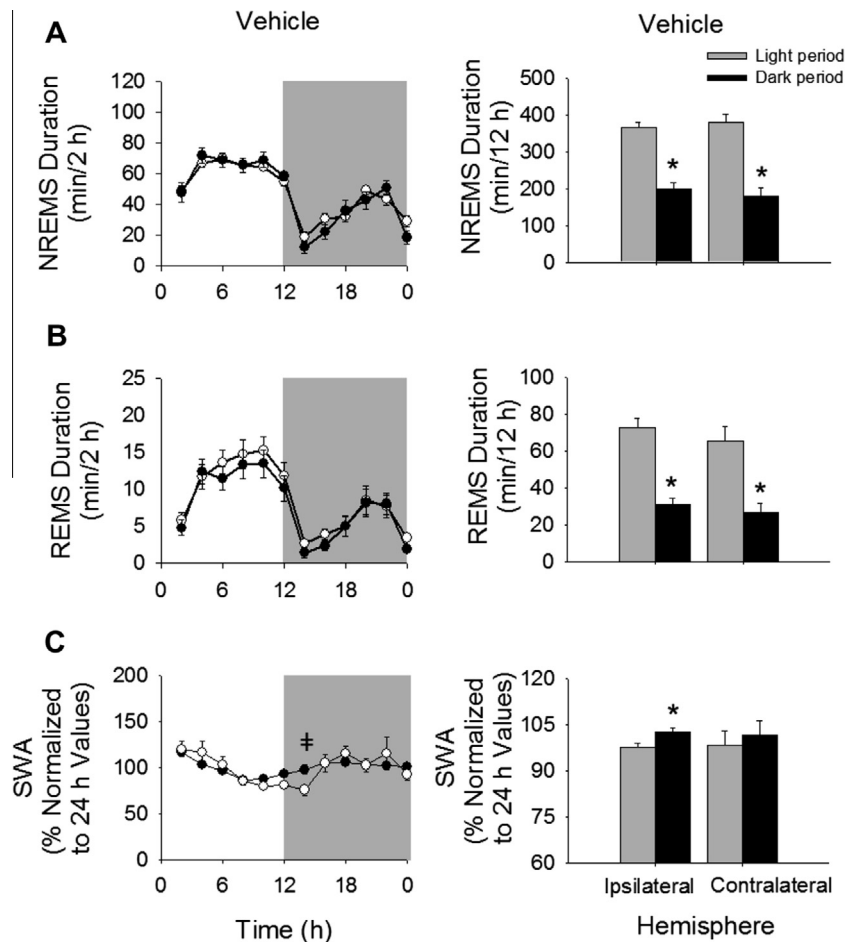 A
Vehicle
NREMS Duration
(min/2 h)
120
100
80
60
40
20
0
0 6 12 18 0
Vehicle
Light period
Dark period
NREMS Duration
(min/12 h)
500
400
300
200
100
0
* *
B
REMS Duration
(min/2 h)
25
20
15
10
5
0
0 6 12 18 0
REMS Duration
(min/12 h)
100
80
60
40
20
0
* *
C
SWA
(% Normalized
to 24 h Values)
200
150
100
50
0
‡
0 6 12 18 0
Time (h)
SWA
(% Normalized
to 24 h Values)
120
105
90
75
60
*
Ipsilateral Contralateral
Hemisphere